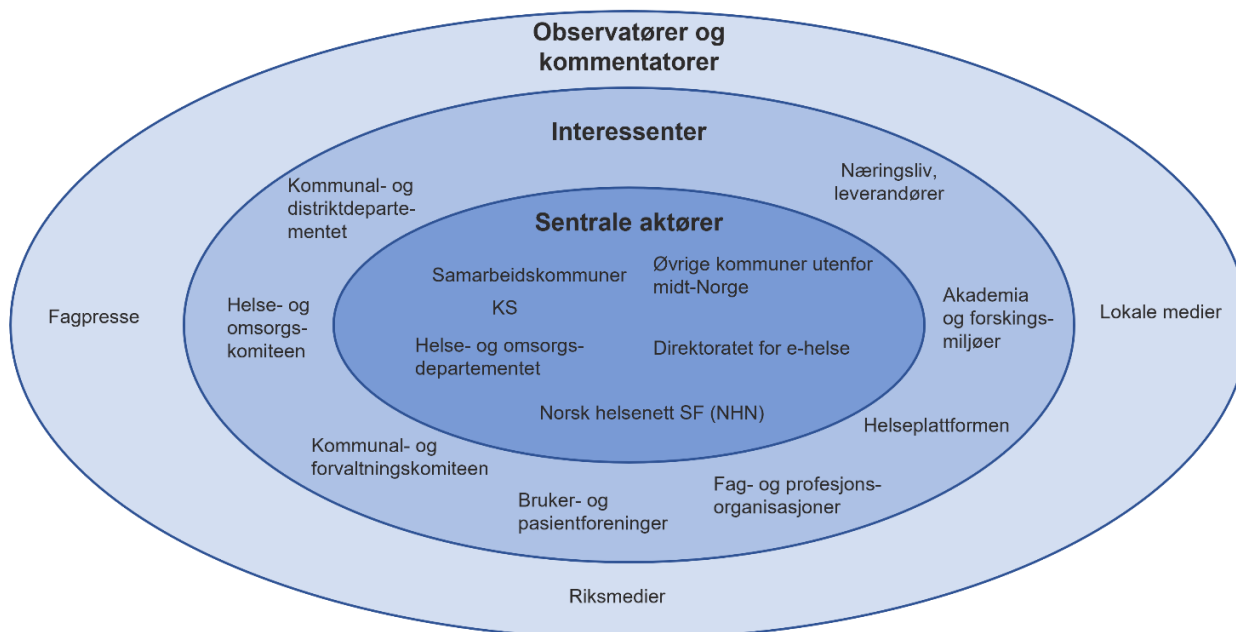 Observatører og
kommentatorer
Interessenter
Kommunal- og
distriktdeparte-
mentet
Næringsliv,
leverandører
Sentrale aktører
Samarbeidskommuner
Øvrige kommuner utenfor
midt-Norge
KS
Fagpresse
Helse- og
omsorgs-
komiteen
Helse- og omsorgs-
departementet
Direktoratet for e-helse
Akademia
og forskings-
miljøer
Lokale medier
Norsk helsenett SF (NHN)
Helseplattformen
Kommunal- og
forvaltningskomiteen
Bruker- og
pasientforeninger
Fag- og profesjons-
organisasjoner
Riksmedier